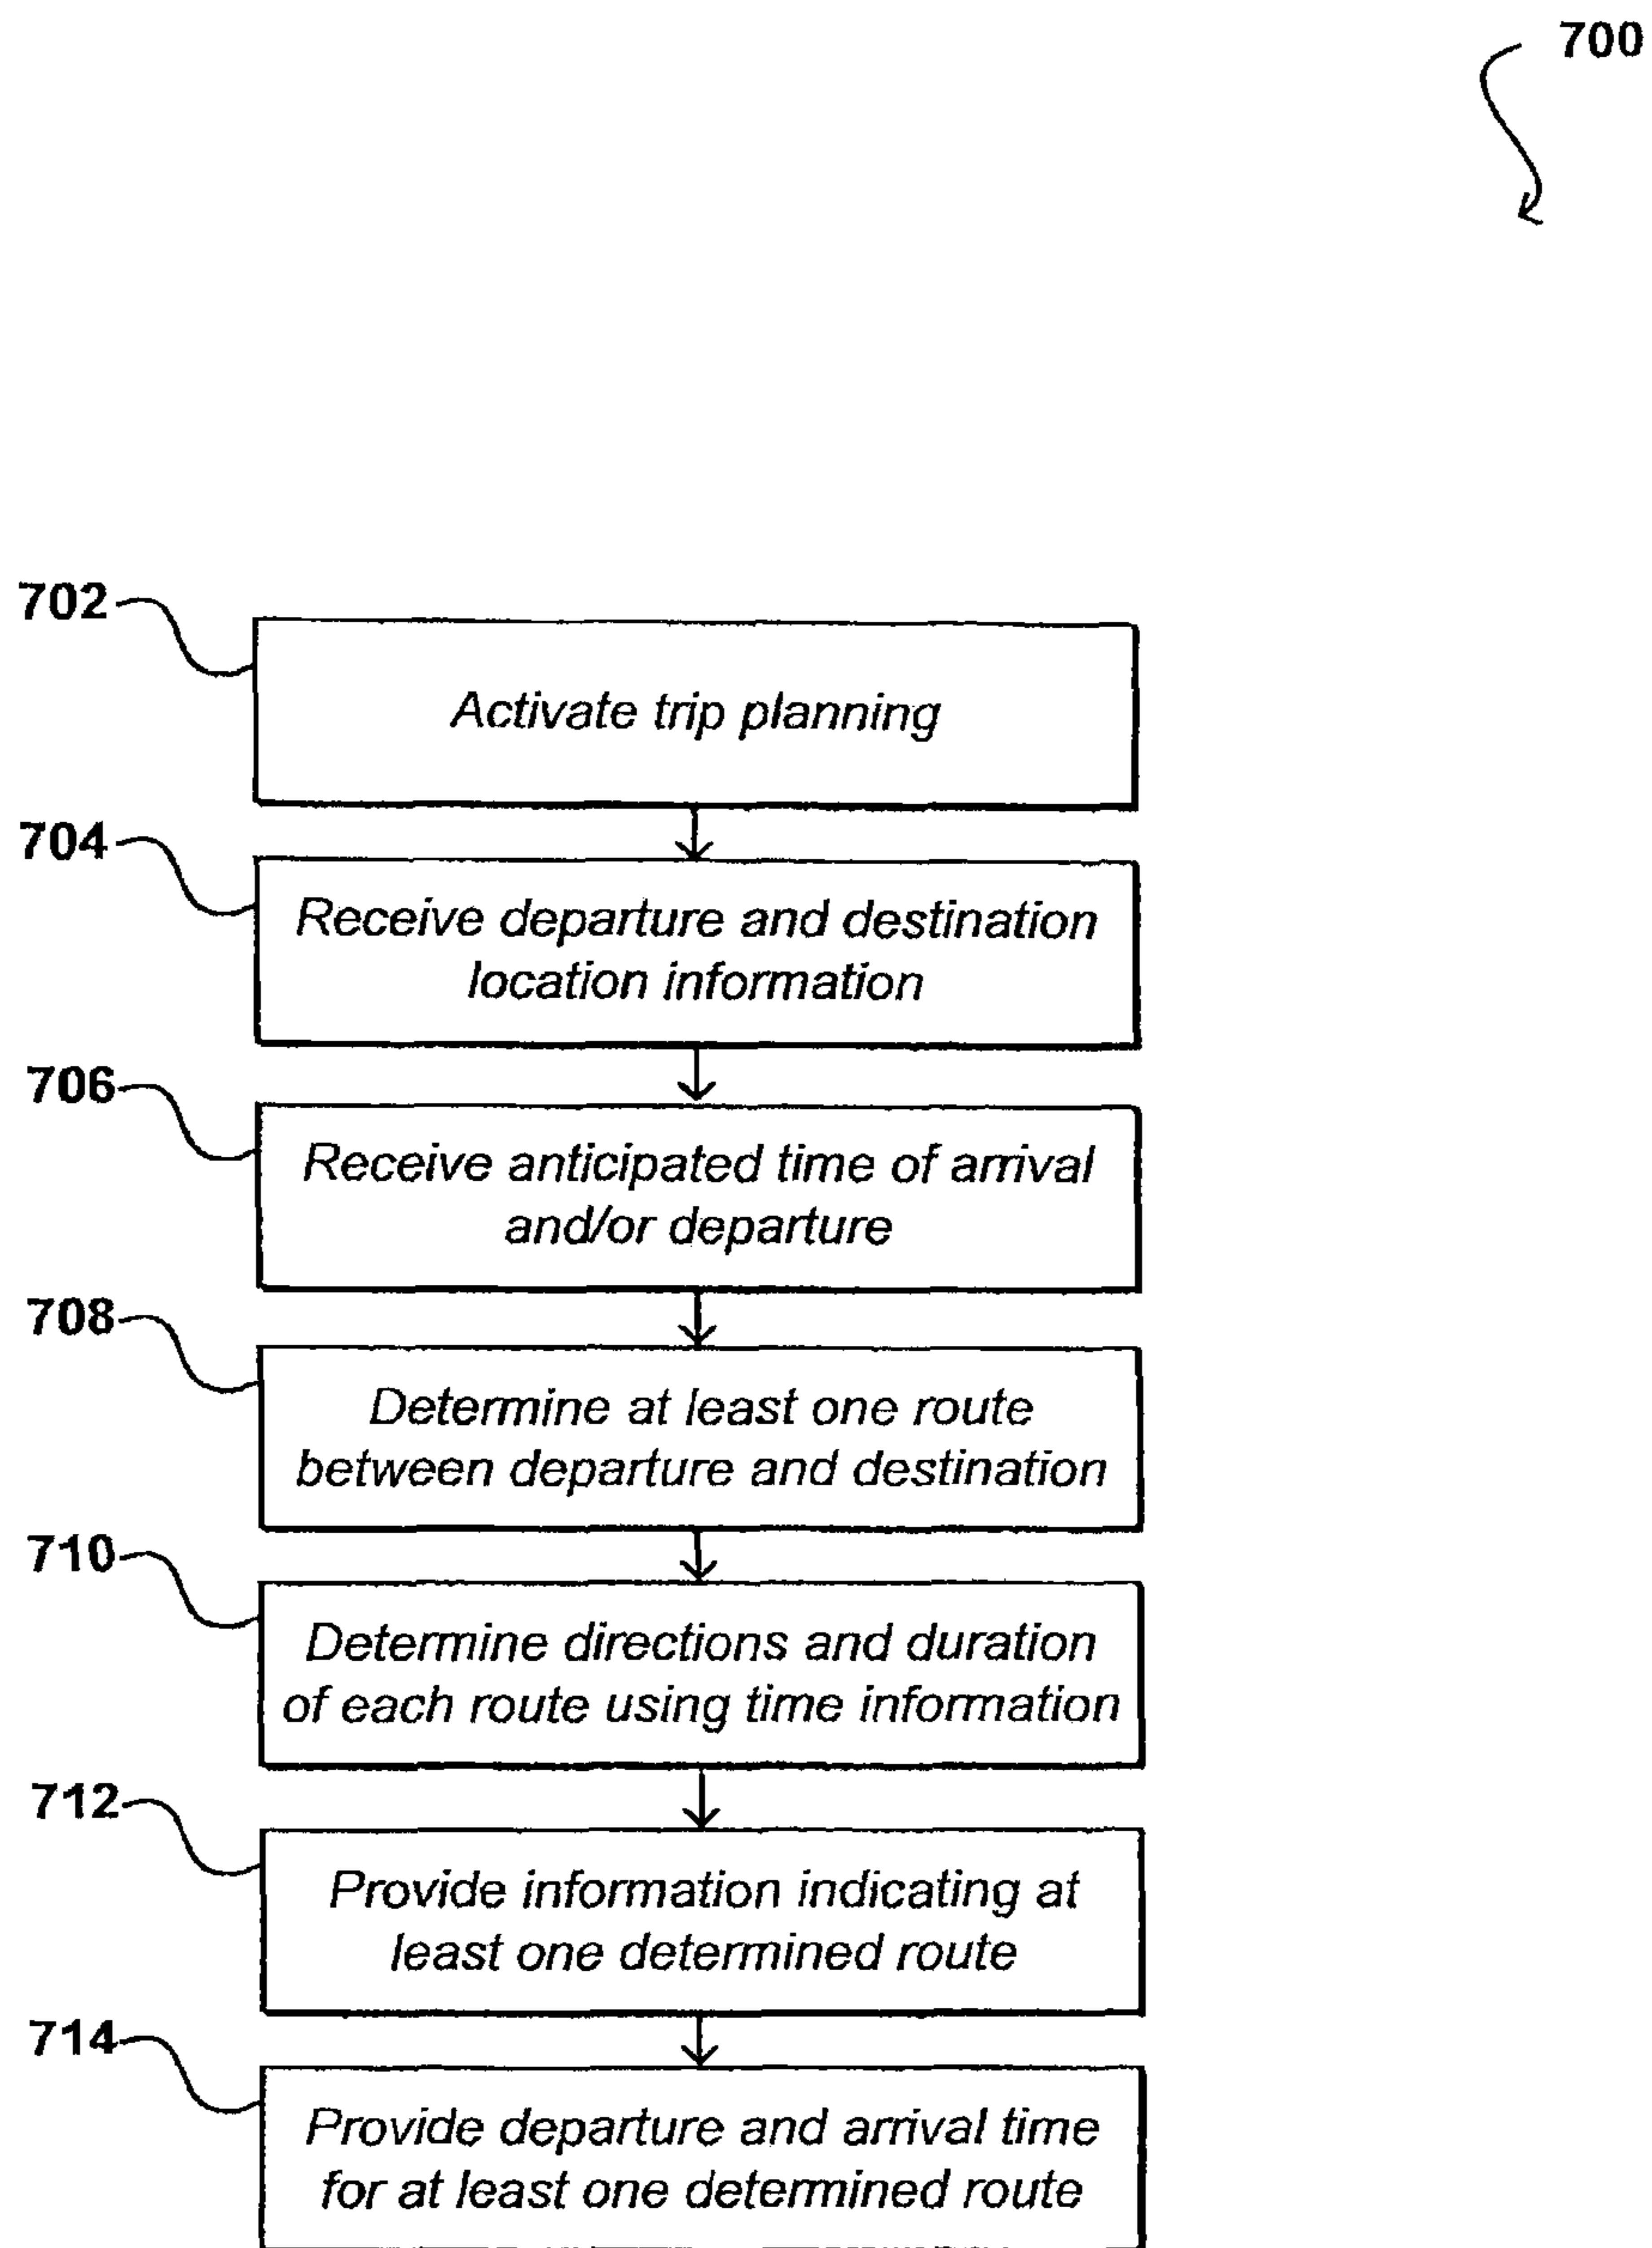 700
702
Activate trip planning
704
Receive departure and destination
location information
706
Receive anticipated time of arrival
and/or departure
708
Determine at least one route
between departure and destination
710
Determine directions and duration
of each route using time information
712
Provide information indicating at
least one determined route
714
Provide departure and arrival time
for at least one determined route